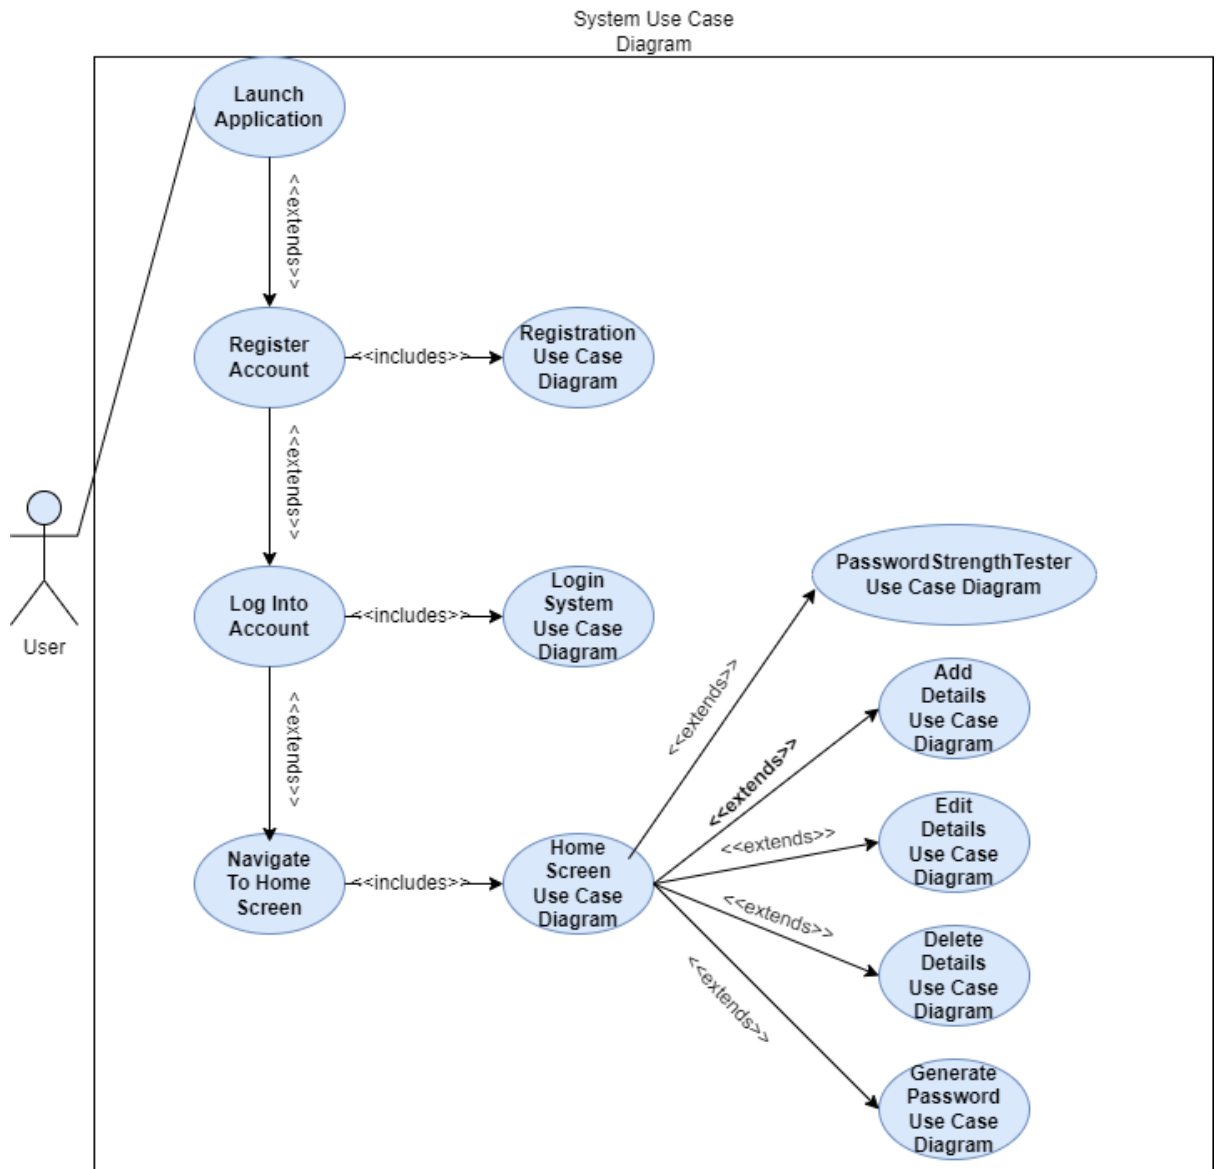 System Use Case
Diagram
Launch
Application
<<extends>>
Register
Account
<<includes>>
Registration
Use Case
Diagram
<<extends>>
User
Log Into
Account
<<includes>>
Login
System
Use Case
Diagram
<<extends>>
Navigate
To Home
Screen
<<includes>>
Home
Screen
Use Case
Diagram
<<extends>>
PasswordStrengthTester
Use Case Diagram
<<extends>>
Add
Details
Use Case
Diagram
<<extends>>
Edit
Details
Use Case
Diagram
<<extends>>
Delete
Details
Use Case
Diagram
<<extends>>
Generate
Password
Use Case
Diagram